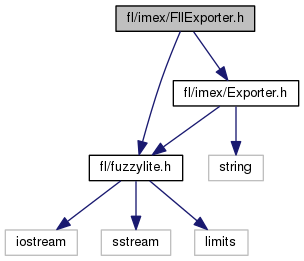 fl/imex/FllExporter.h
fl/imex/Exporter.h
fl/fuzzylite.h
string
iostream
sstream
limits